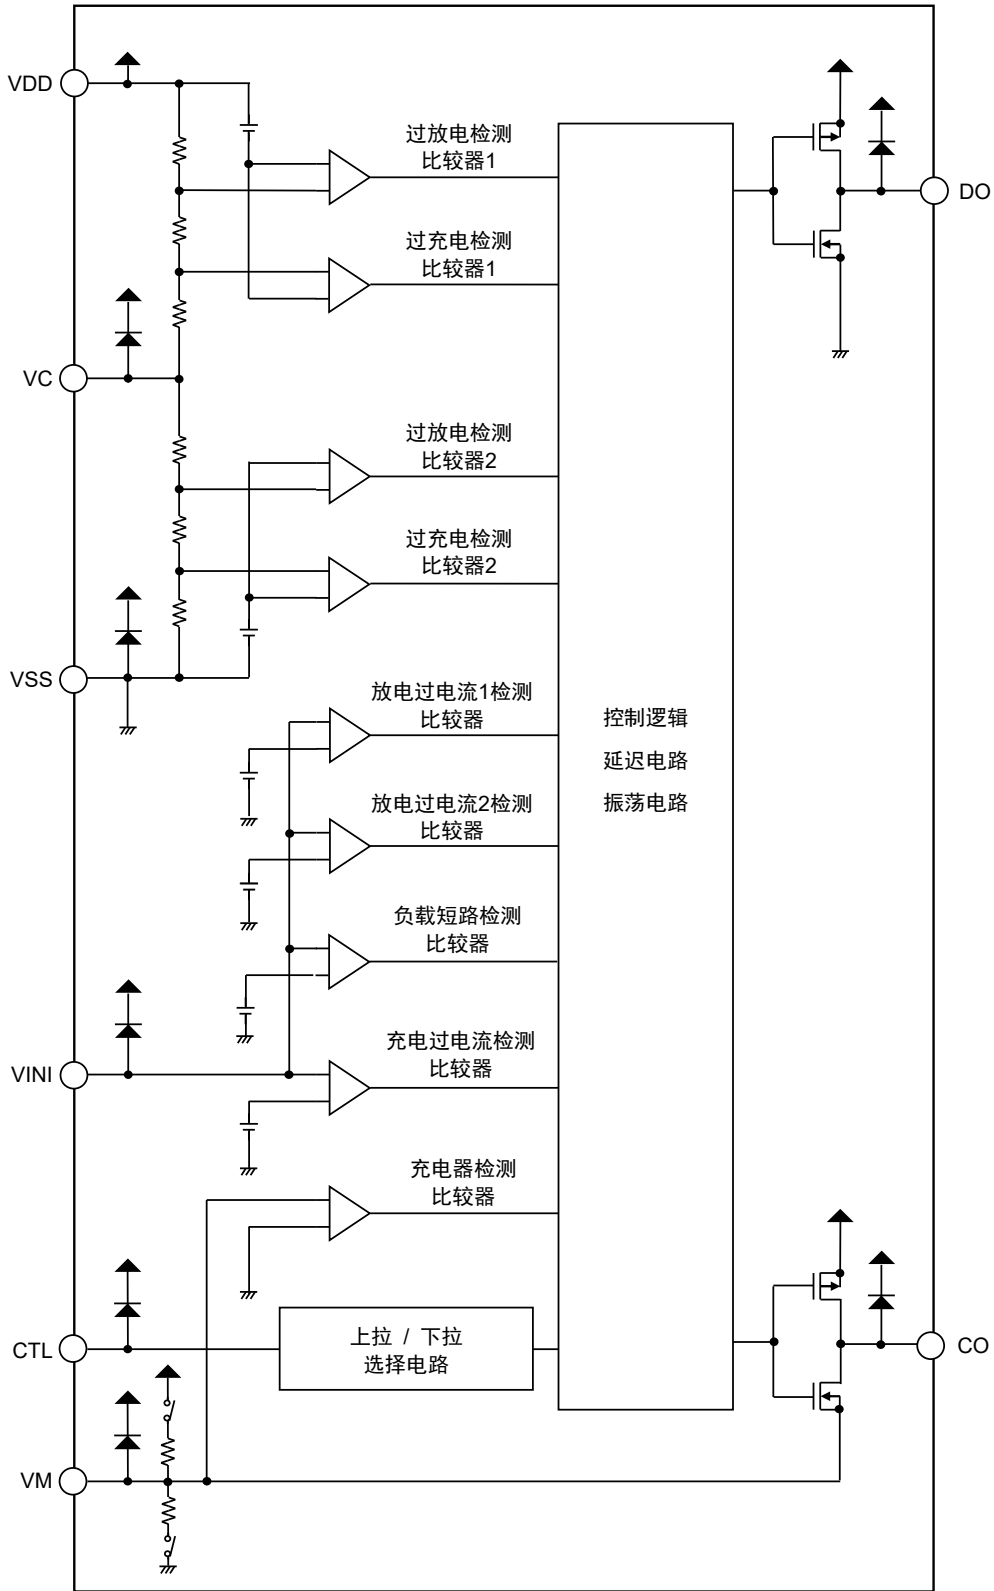 VDD
过放电检测
比较器1
DO
过充电检测
比较器1
VC
过放电检测
比较器2
过充电检测
比较器2
VSS
放电过电流1检测
比较器
控制逻辑
延迟电路
振荡电路
放电过电流2检测
比较器
负载短路检测
比较器
充电过电流检测
比较器
VINI
充电器检测
比较器
CTL
上拉 / 下拉
选择电路
CO
VM